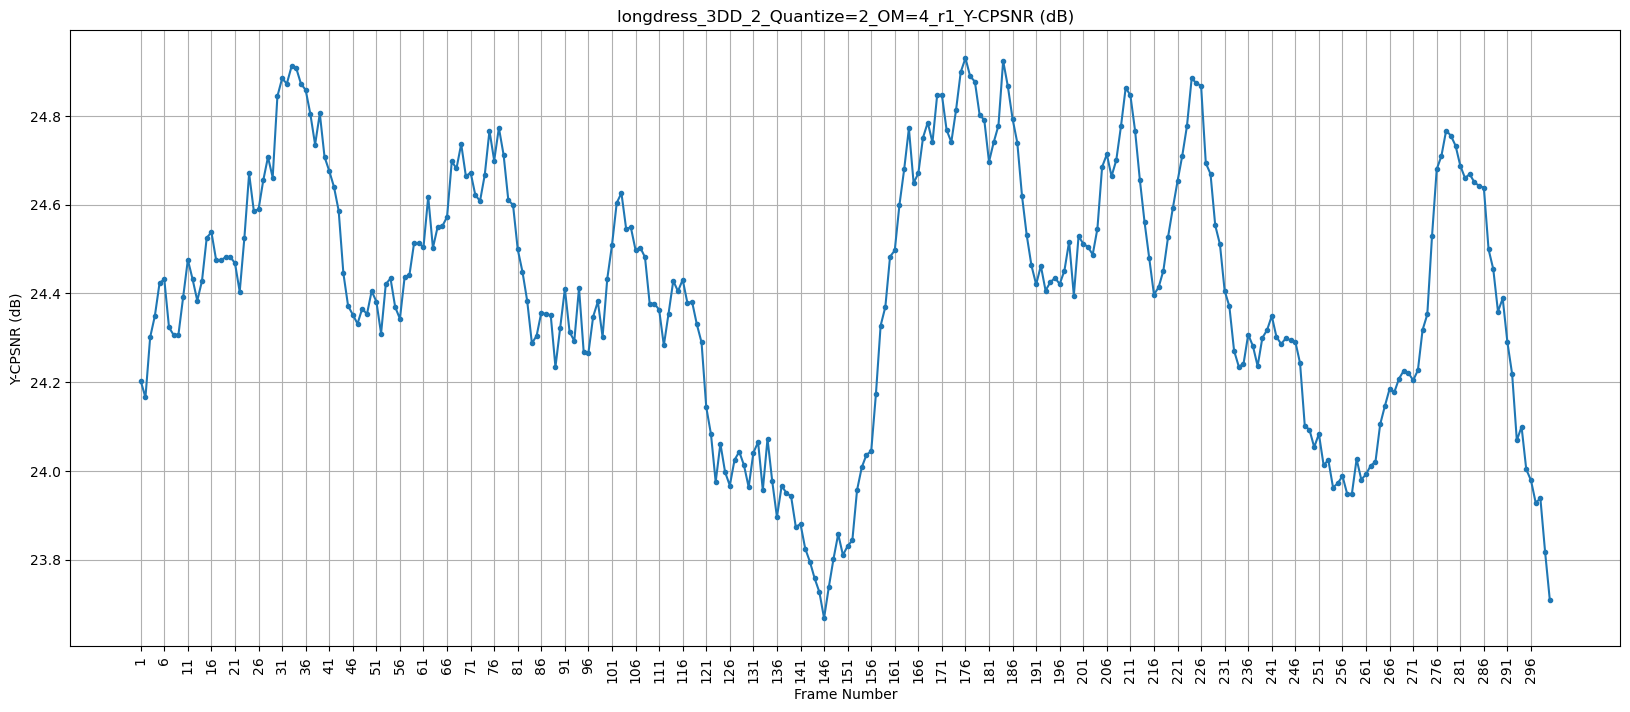 longdress_3DD_2_Quantize=2_OM=4_r1_Y-CPSNR (dB)
Y-CPSNR (dB)
24.8
24.6
24.4
24.2
24.0
23.8
1 6 11 16 21 26 31 36 41 46 51 56 61 66 71 76 81 86 91 96 101 106 111 116 121 126 131 136 141 146 151 156 161 166 171 176 181 186 191 196 201 206 211 216 221 226 231 236 241 246 251 256 261 266 271 276 281 286 291 296
Frame Number